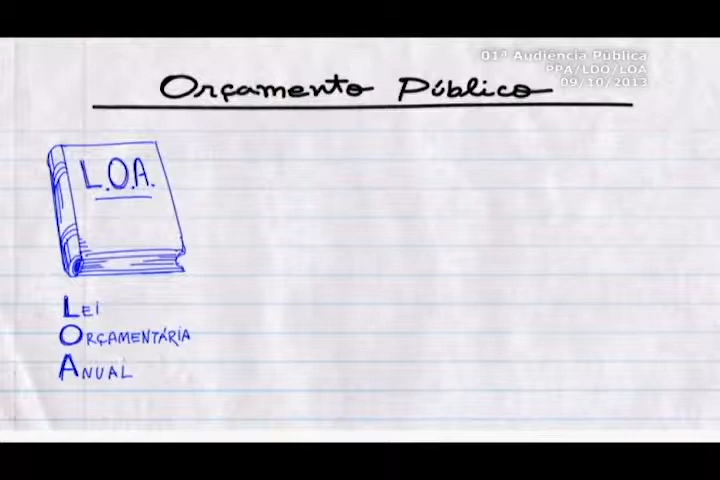 01ª Audiência Pública
PPA/LDO/LOA
09/10/2013
Orçamento Público
L.O.A.
LEI
ORÇAMENTÁRIA
ANUAL